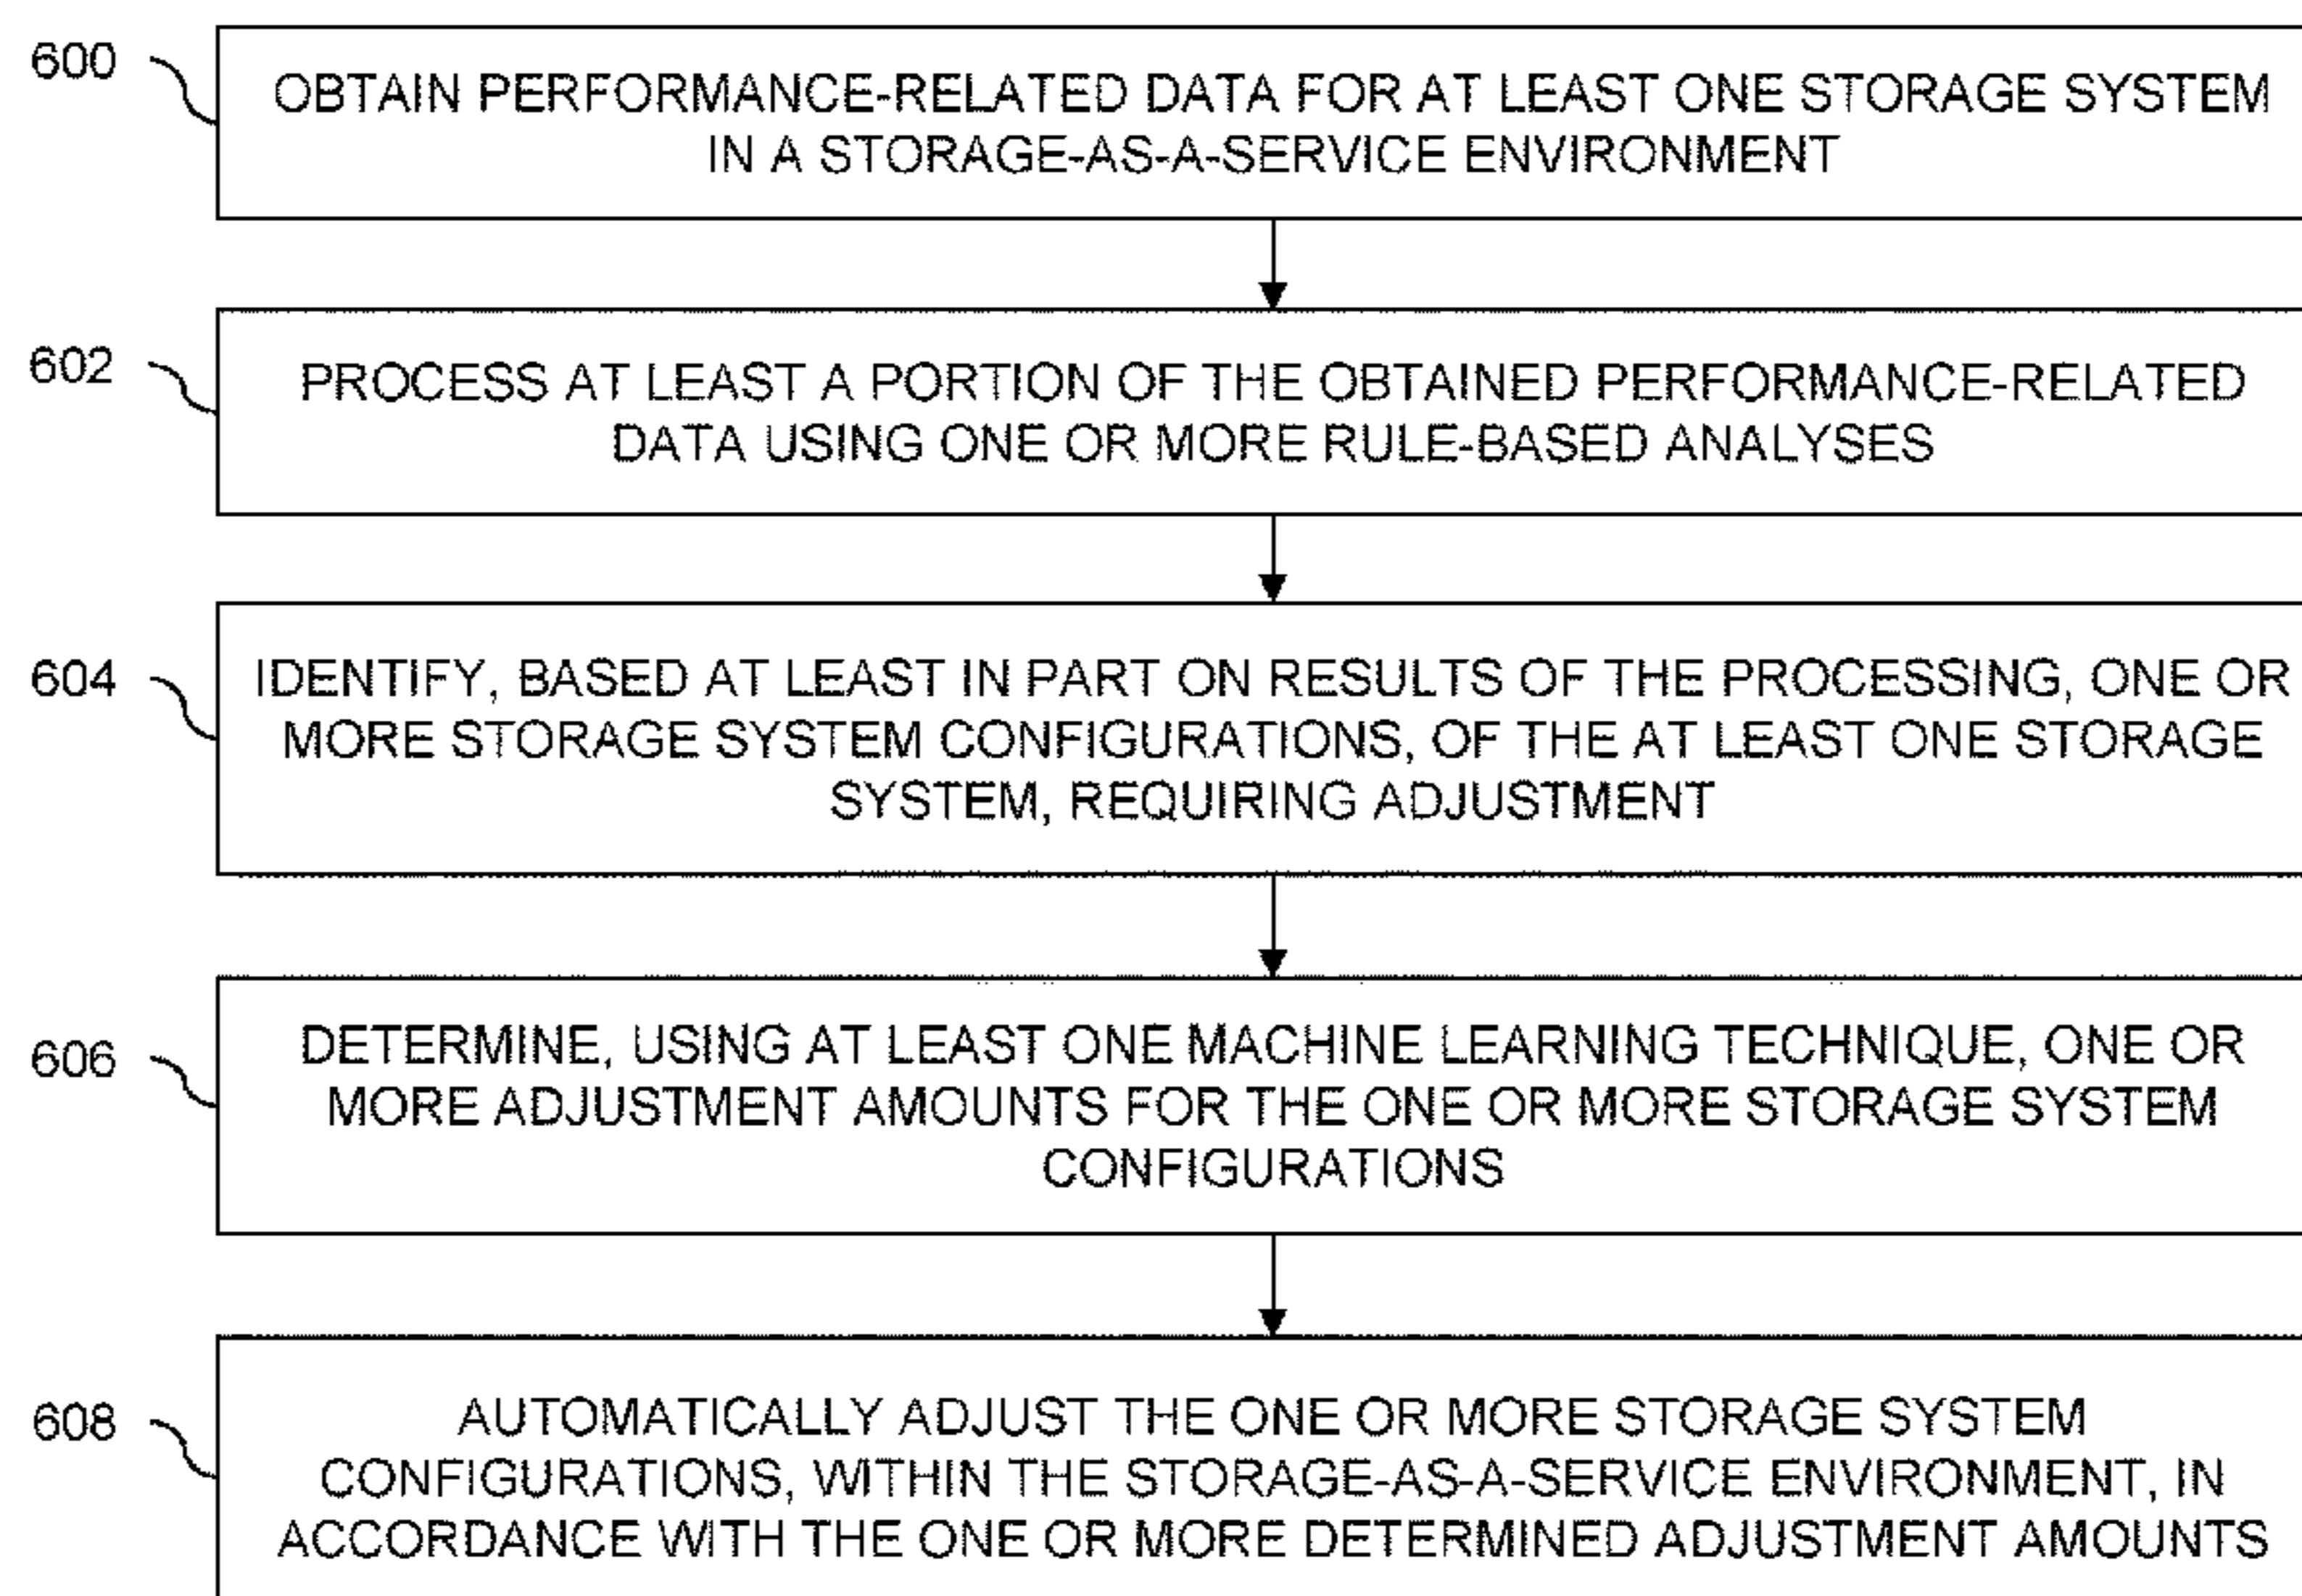 600
OBTAIN PERFORMANCE-RELATED DATA FOR AT LEAST ONE STORAGE SYSTEM
IN A STORAGE-AS-A-SERVICE ENVIRONMENT
602
PROCESS AT LEAST A PORTION OF THE OBTAINED PERFORMANCE-RELATED
DATA USING ONE OR MORE RULE-BASED ANALYSES
604
IDENTIFY, BASED AT LEAST IN PART ON RESULTS OF THE PROCESSING, ONE OR
MORE STORAGE SYSTEM CONFIGURATIONS, OF THE AT LEAST ONE STORAGE
SYSTEM, REQUIRING ADJUSTMENT
606
DETERMINE, USING AT LEAST ONE MACHINE LEARNING TECHNIQUE, ONE OR
MORE ADJUSTMENT AMOUNTS FOR THE ONE OR MORE STORAGE SYSTEM
CONFIGURATIONS
608
AUTOMATICALLY ADJUST THE ONE OR MORE STORAGE SYSTEM
CONFIGURATIONS, WITHIN THE STORAGE-AS-A-SERVICE ENVIRONMENT, IN
ACCORDANCE WITH THE ONE OR MORE DETERMINED ADJUSTMENT AMOUNTS